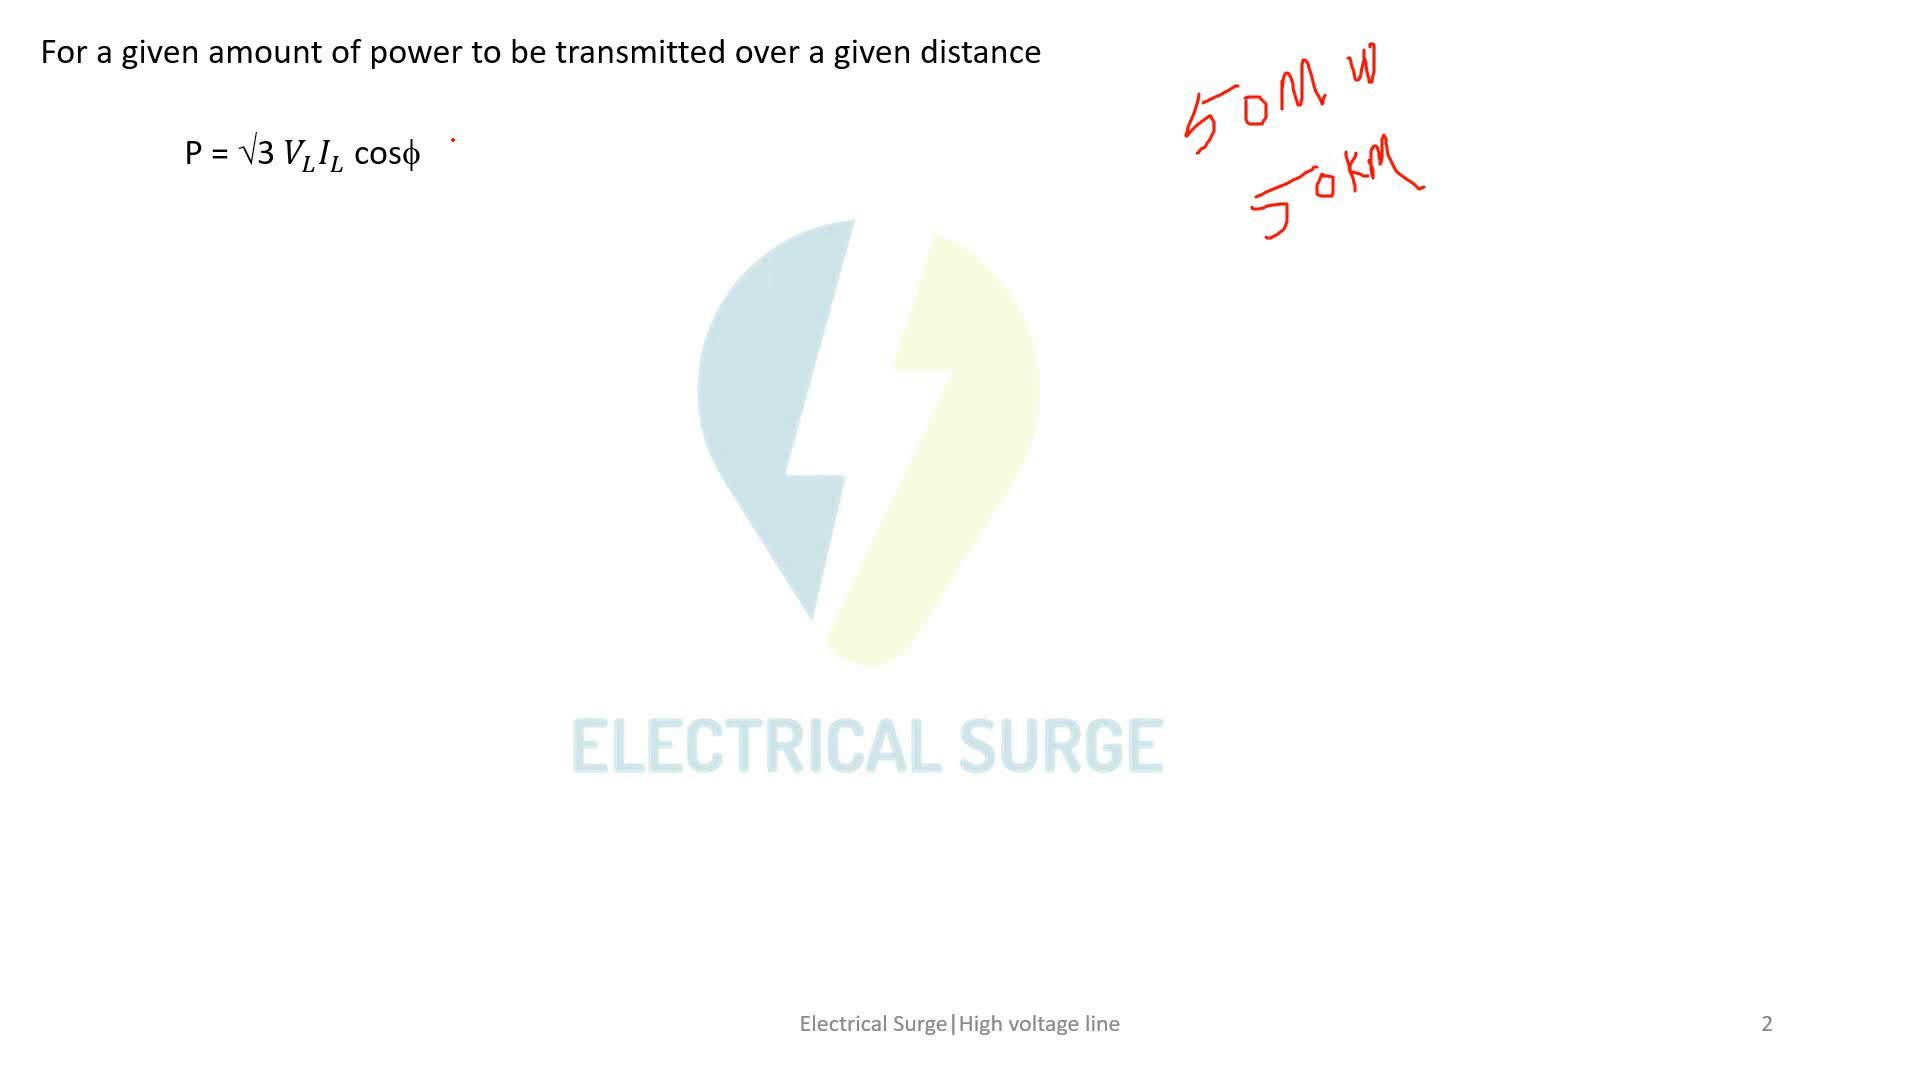 For a given amount of power to be transmitted over a given distance
50MW
P = √3 V_L I_L cosϕ
50KM
ELECTRICAL SURGE
Electrical Surge|High voltage line
2